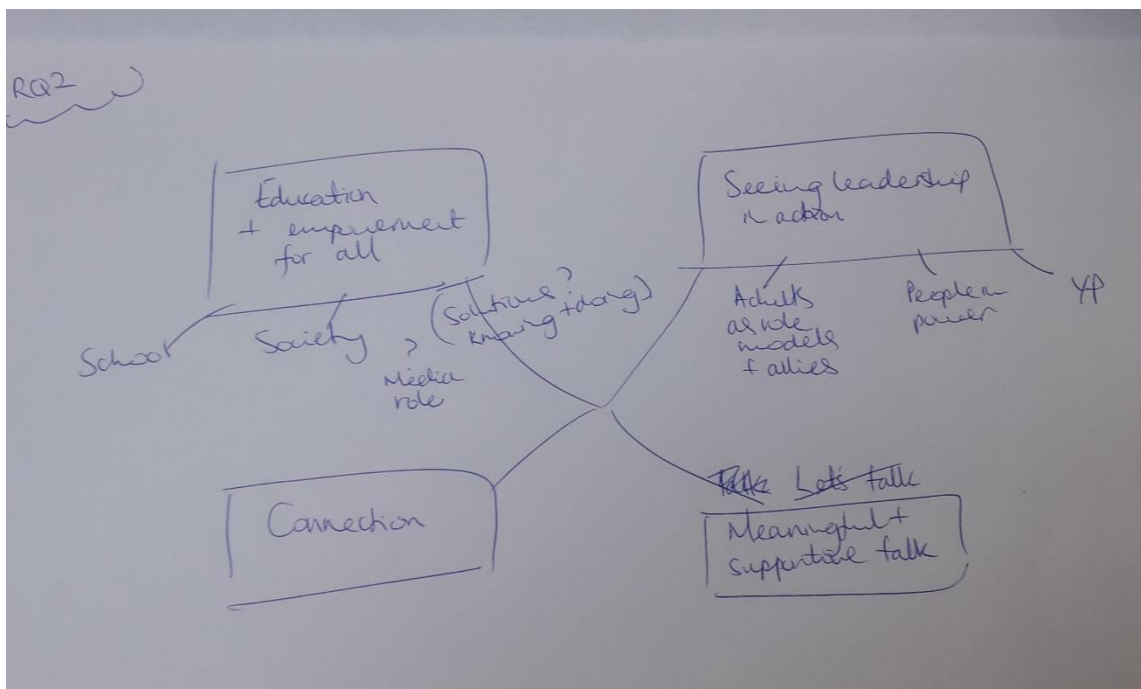 RQ2
Education
+ empowerment
for all
School
Society
?
Media
role
(Solutions?
knowing + doing)
Seeing leadership
in action
Adults
as role
models
+ allies
People in
power
YP
Connection
Let's talk
Meaningful +
supportive talk